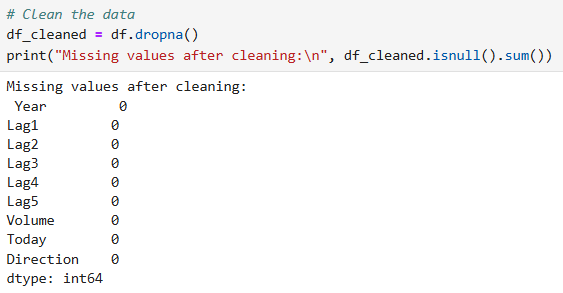 # Clean the data
df_cleaned = df.dropna()
print("Missing values after cleaning:\n", df_cleaned.isnull().sum())
Missing values after cleaning:
 Year         0
Lag1         0
Lag2         0
Lag3         0
Lag4         0
Lag5         0
Volume       0
Today        0
Direction    0
dtype: int64